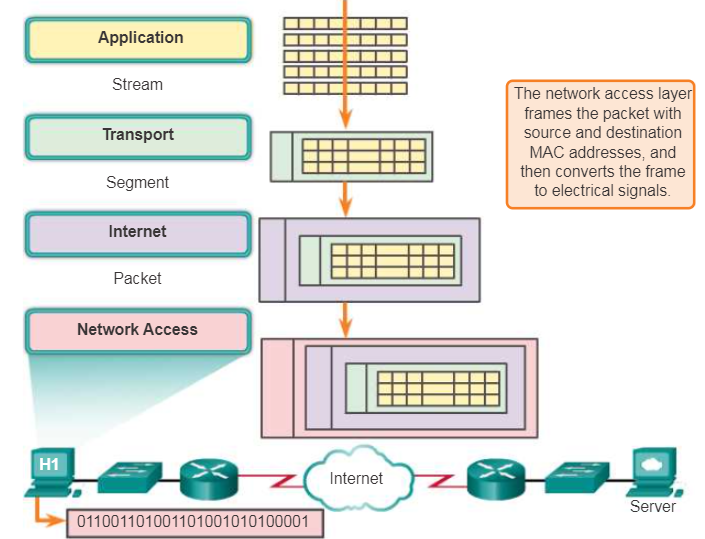 Application
Stream
Transport
Segment
Internet
Packet
Network Access
The network access layer
frames the packet with
source and destination
MAC addresses, and
then converts the frame
to electrical signals.
H1
Internet
Server
011001101001101001010100001